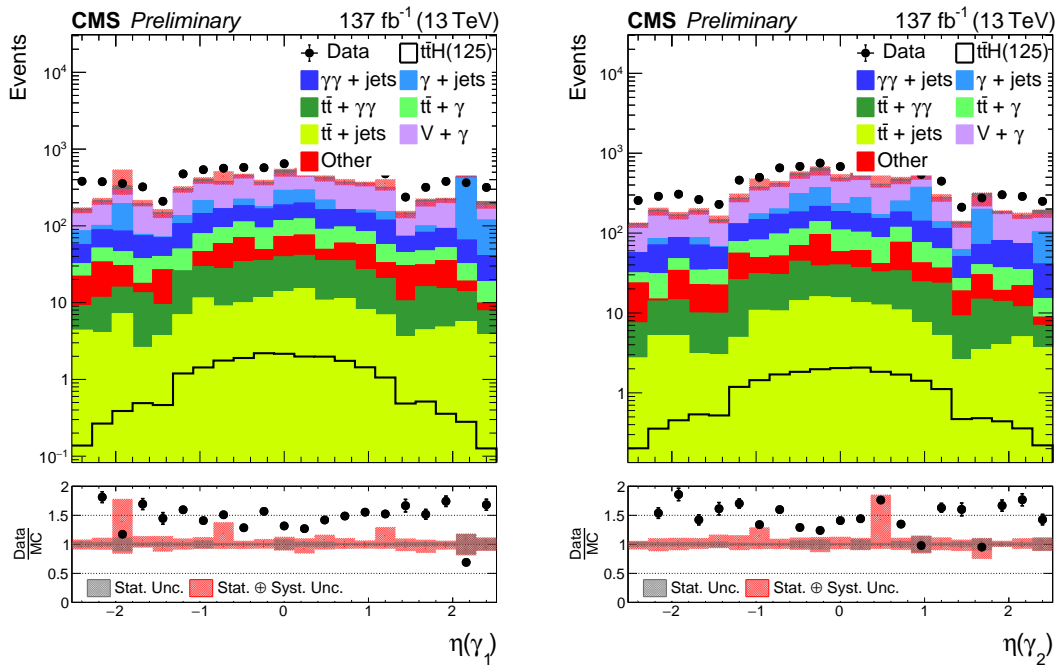 CMS Preliminary 137 fb⁻¹ (13 TeV)
Events
Data
tt̄H(125)
γγ + jets
γ + jets
tt̄ + γγ
tt̄ + γ
tt̄ + jets
V + γ
Other
10⁴
10³
10²
10
1
10⁻¹
Data/MC
2
1.5
1
0.5
0
Stat. Unc.
Stat. ⊕ Syst. Unc.
−2 −1 0 1 2
η(γ₁)
CMS Preliminary 137 fb⁻¹ (13 TeV)
Events
Data
tt̄H(125)
γγ + jets
γ + jets
tt̄ + γγ
tt̄ + γ
tt̄ + jets
V + γ
Other
10⁴
10³
10²
10
1
Data/MC
2
1.5
1
0.5
0
Stat. Unc.
Stat. ⊕ Syst. Unc.
−2 −1 0 1 2
η(γ₂)